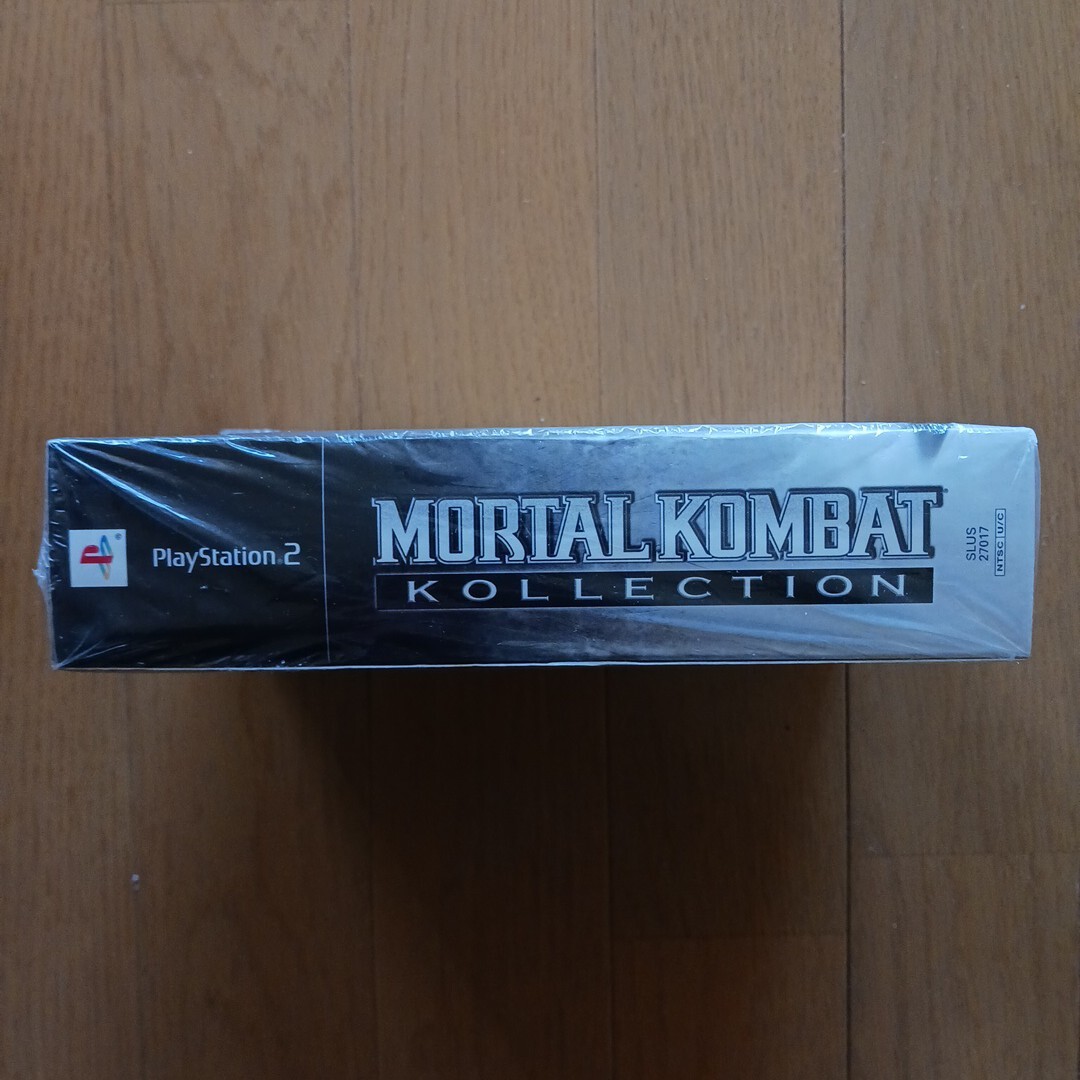 PlayStation®2
MORTAL KOMBAT
KOLLECTION
SLUS
27017
NTSC U/C